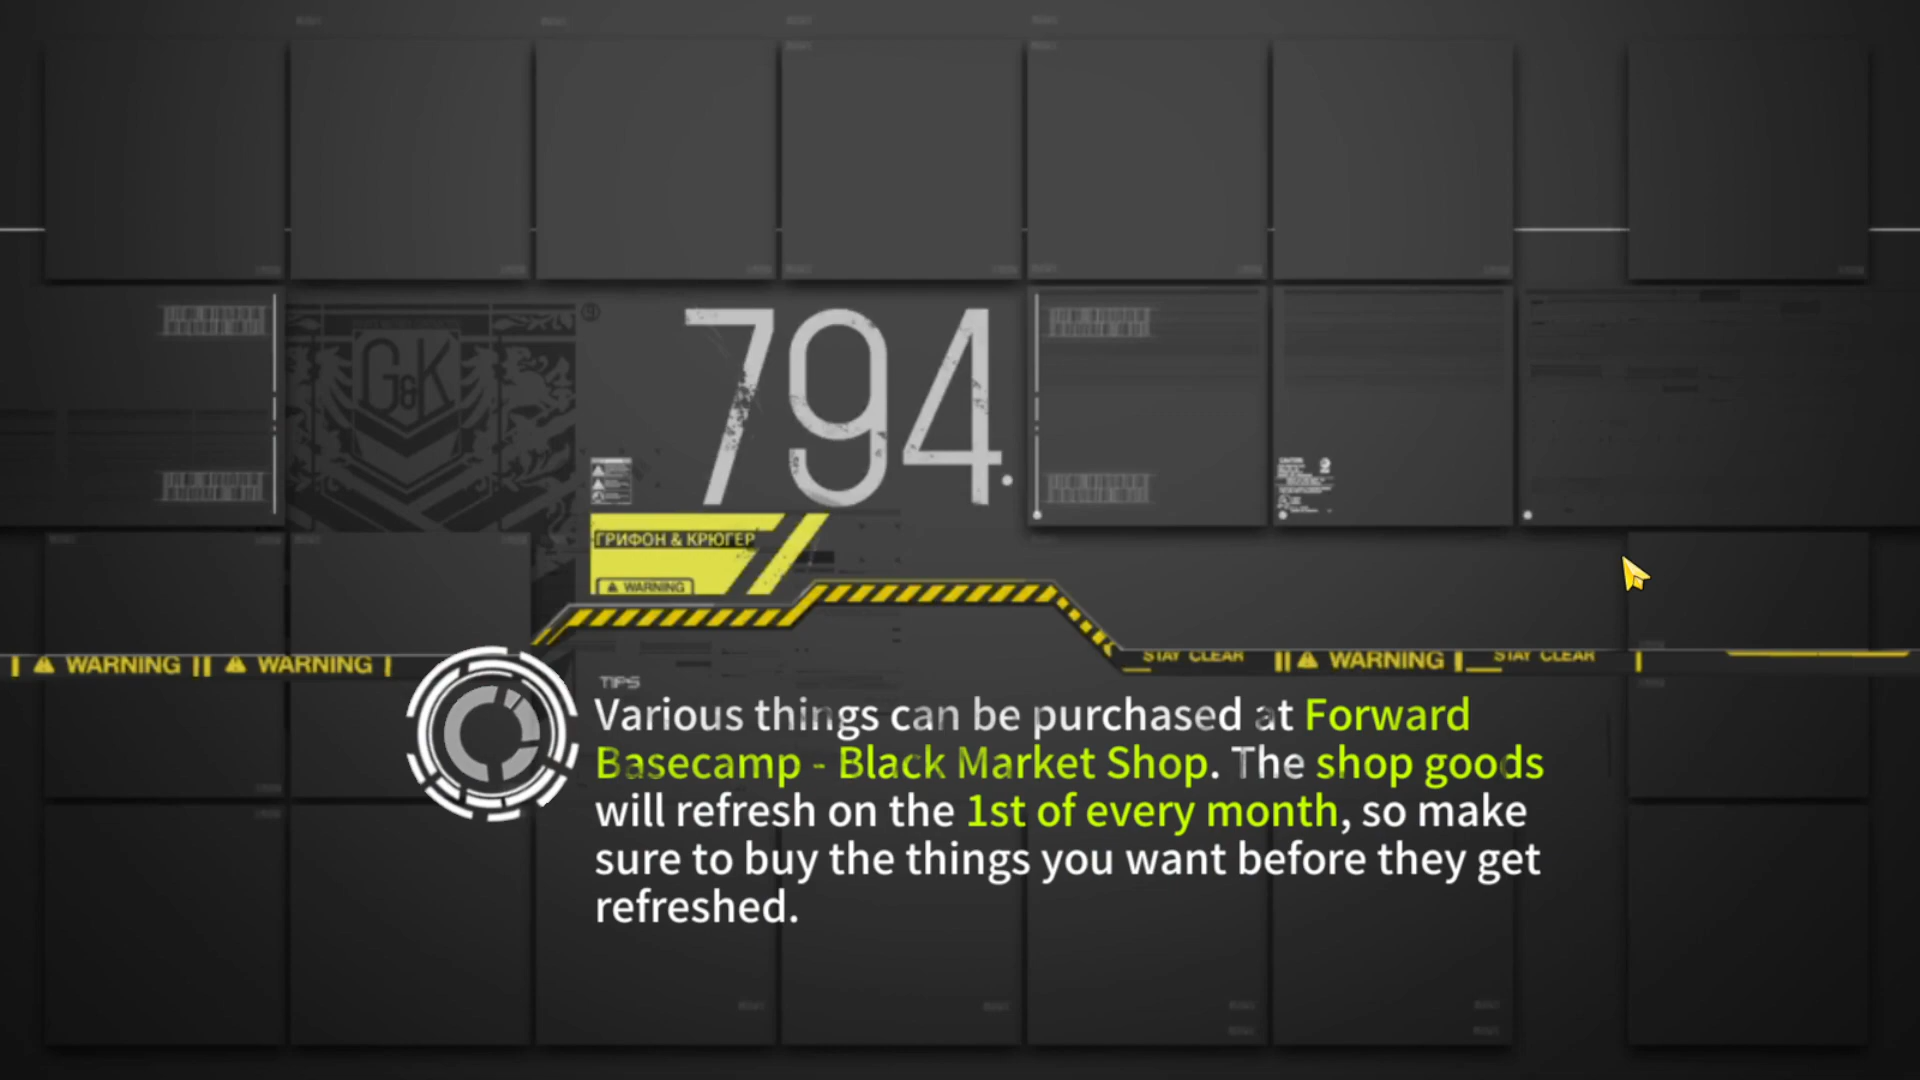 G&K
794.
ГРИФОН & КРЮГЕР
WARNING
WARNING WARNING
STAY CLEAR WARNING STAY CLEAR
TIPS
Various things can be purchased at Forward
Basecamp - Black Market Shop. The shop goods
will refresh on the 1st of every month, so make
sure to buy the things you want before they get
refreshed.